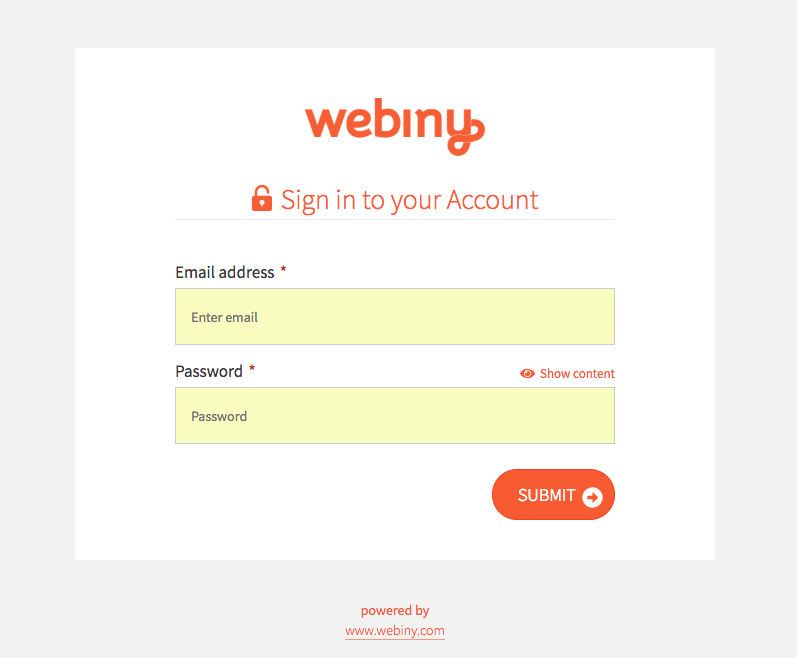 webiny
Sign in to your Account
Email address *
Enter email
Password *
Show content
Password
SUBMIT
powered by
www.webiny.com